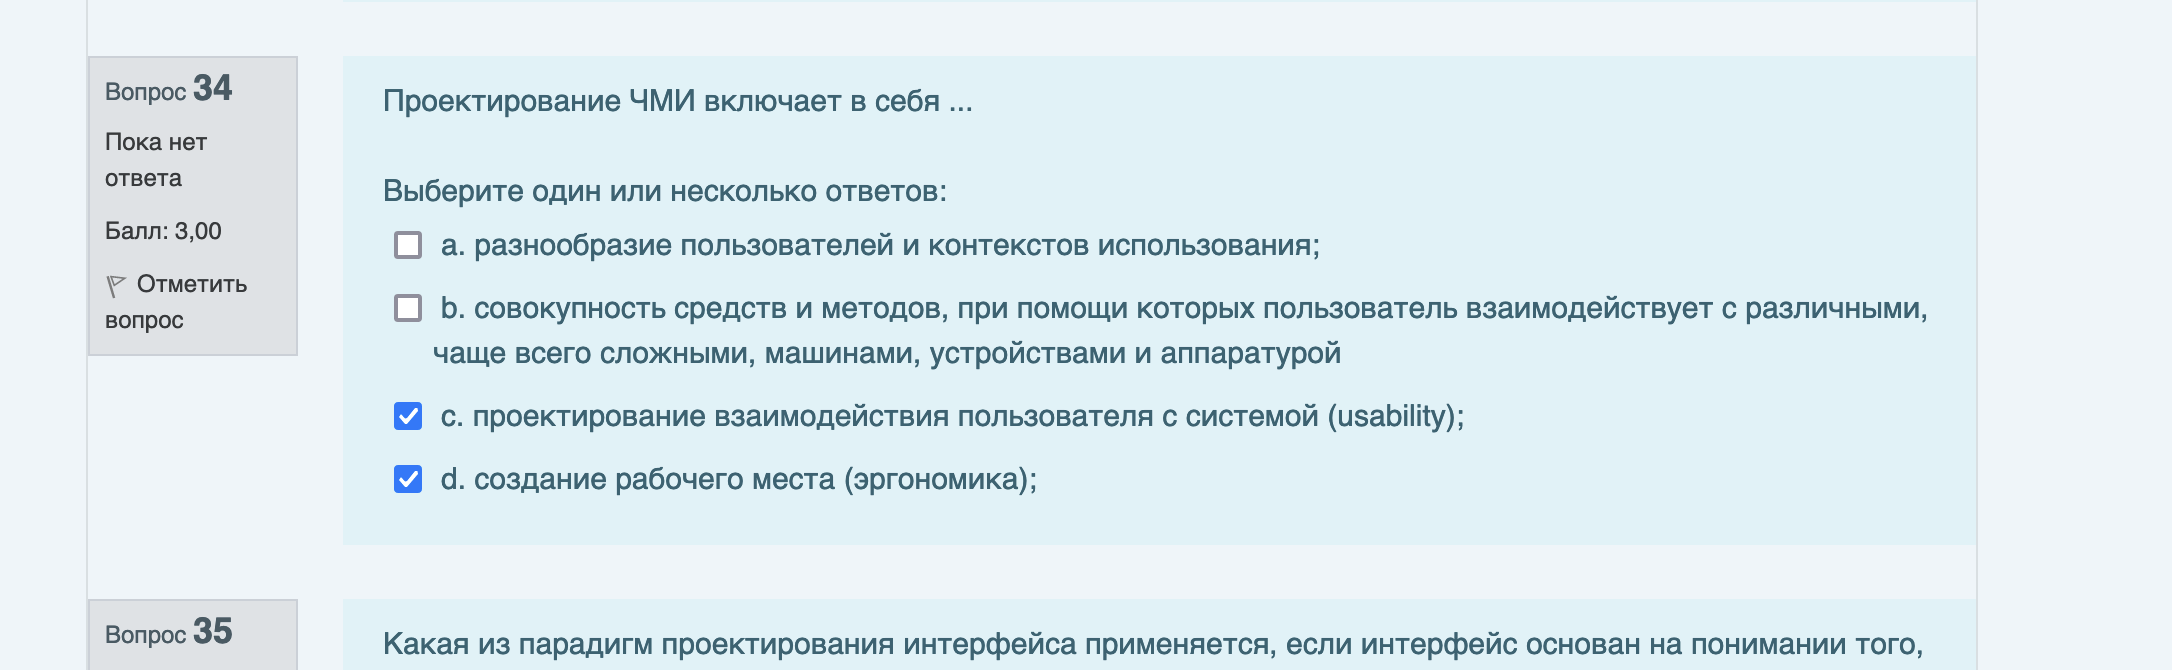 Вопрос 34
Пока нет
ответа
Балл: 3,00
Отметить
вопрос
Проектирование ЧМИ включает в себя ...
Выберите один или несколько ответов:
a. разнообразие пользователей и контекстов использования;
b. совокупность средств и методов, при помощи которых пользователь взаимодействует с различными,
чаще всего сложными, машинами, устройствами и аппаратурой
c. проектирование взаимодействия пользователя с системой (usability);
d. создание рабочего места (эргономика);
Вопрос 35
Какая из парадигм проектирования интерфейса применяется, если интерфейс основан на понимании того,